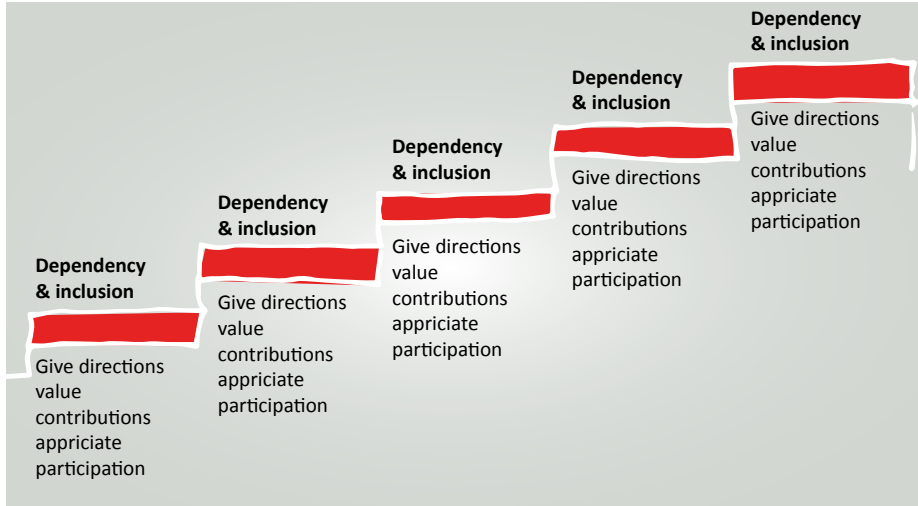 Dependency
& inclusion
Give directions
value
contributions
appriciate
participation
Dependency
& inclusion
Give directions
value
contributions
appriciate
participation
Dependency
& inclusion
Give directions
value
contributions
appriciate
participation
Dependency
& inclusion
Give directions
value
contributions
appriciate
participation
Dependency
& inclusion
Give directions
value
contributions
appriciate
participation